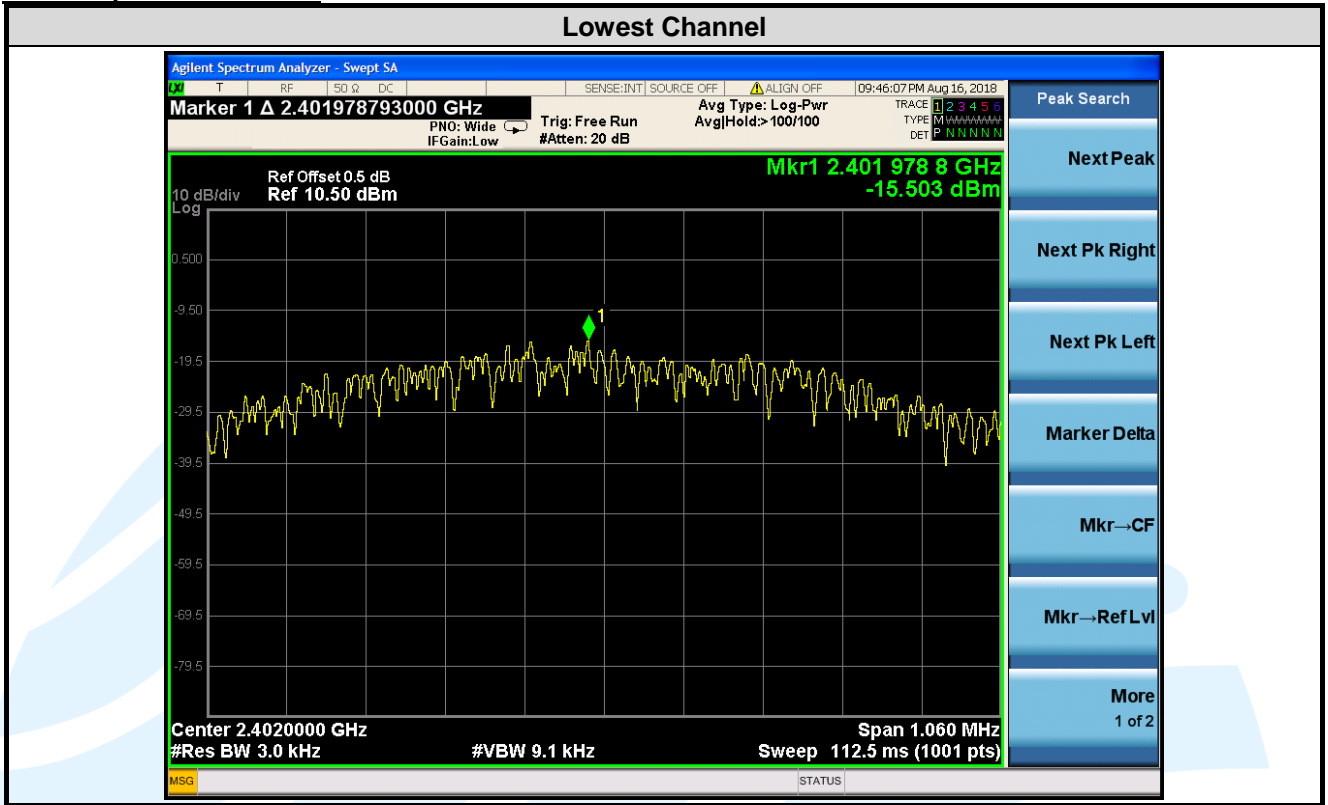 Lowest Channel
Agilent Spectrum Analyzer - Swept SA
LXI T RF 50 Ω DC SENSE:INT SOURCE OFF ALIGN OFF 09:46:07 PM Aug 16, 2018
Marker 1 Δ 2.401978793000 GHz
PNO: Wide
IFGain:Low
Trig: Free Run
#Atten: 20 dB
Avg Type: Log-Pwr
Avg|Hold:>100/100
TRACE 1 2 3 4 5 6
TYPE M WWWWW
DET P N N N N N
Peak Search
Mkr1 2.401 978 8 GHz
-15.503 dBm
Ref Offset 0.5 dB
10 dB/div Ref 10.50 dBm
Log
0.500
-9.50
-19.5
-29.5
-39.5
-49.5
-59.5
-69.5
-79.5
1
Center 2.4020000 GHz Span 1.060 MHz
#Res BW 3.0 kHz #VBW 9.1 kHz Sweep 112.5 ms (1001 pts)
Next Peak
Next Pk Right
Next Pk Left
Marker Delta
Mkr→CF
Mkr→Ref Lvl
More
1 of 2
MSG STATUS